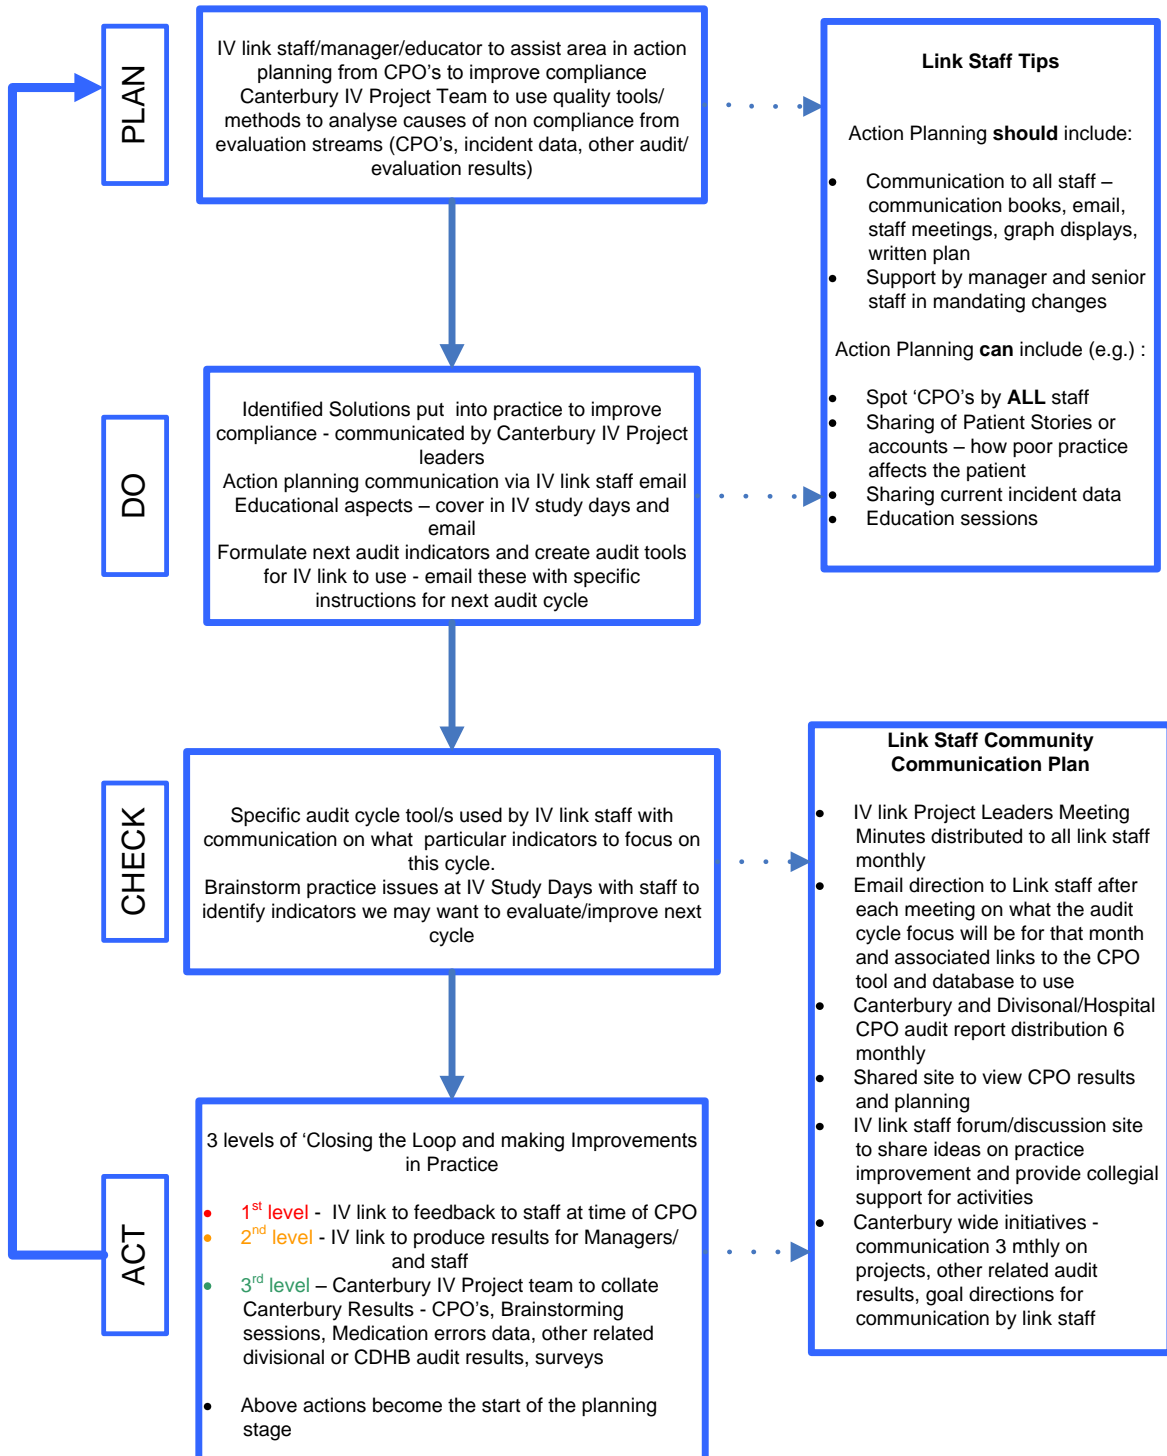 PLAN
IV link staff/manager/educator to assist area in action
planning from CPO's to improve compliance
Canterbury IV Project Team to use quality tools/
methods to analyse causes of non compliance from
evaluation streams (CPO's, incident data, other audit/
evaluation results)
Link Staff Tips
Action Planning should include:
• Communication to all staff –
communication books, email,
staff meetings, graph displays,
written plan
• Support by manager and senior
staff in mandating changes
Action Planning can include (e.g.) :
• Spot 'CPO's by ALL staff
• Sharing of Patient Stories or
accounts – how poor practice
affects the patient
• Sharing current incident data
• Education sessions
DO
Identified Solutions put into practice to improve
compliance - communicated by Canterbury IV Project
leaders
Action planning communication via IV link staff email
Educational aspects – cover in IV study days and
email
Formulate next audit indicators and create audit tools
for IV link to use - email these with specific
instructions for next audit cycle
CHECK
Specific audit cycle tool/s used by IV link staff with
communication on what particular indicators to focus on
this cycle.
Brainstorm practice issues at IV Study Days with staff to
identify indicators we may want to evaluate/improve next
cycle
Link Staff Community
Communication Plan
• IV link Project Leaders Meeting
Minutes distributed to all link staff
monthly
• Email direction to Link staff after
each meeting on what the audit
cycle focus will be for that month
and associated links to the CPO
tool and database to use
• Canterbury and Divisonal/Hospital
CPO audit report distribution 6
monthly
• Shared site to view CPO results
and planning
• IV link staff forum/discussion site
to share ideas on practice
improvement and provide collegial
support for activities
• Canterbury wide initiatives -
communication 3 mthly on
projects, other related audit
results, goal directions for
communication by link staff
ACT
3 levels of 'Closing the Loop and making Improvements
in Practice
• 1st level - IV link to feedback to staff at time of CPO
• 2nd level - IV link to produce results for Managers/
and staff
• 3rd level – Canterbury IV Project team to collate
Canterbury Results - CPO's, Brainstorming
sessions, Medication errors data, other related
divisional or CDHB audit results, surveys
• Above actions become the start of the planning
stage